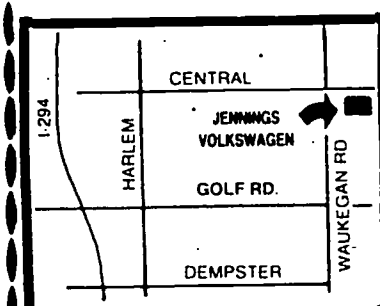 CENTRAL
I-294
JENNINGS
VOLKSWAGEN
HARLEM
WAUKEGAN RD
GOLF RD.
DEMPSTER